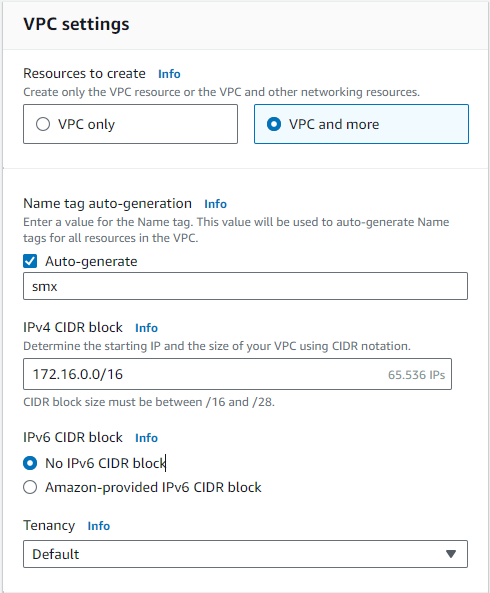 VPC settings
Resources to create Info
Create only the VPC resource or the VPC and other networking resources.
VPC only
VPC and more
Name tag auto-generation Info
Enter a value for the Name tag. This value will be used to auto-generate Name
tags for all resources in the VPC.
Auto-generate
smx
IPv4 CIDR block Info
Determine the starting IP and the size of your VPC using CIDR notation.
172.16.0.0/16 65.536 IPs
CIDR block size must be between /16 and /28.
IPv6 CIDR block Info
No IPv6 CIDR block
Amazon-provided IPv6 CIDR block
Tenancy Info
Default